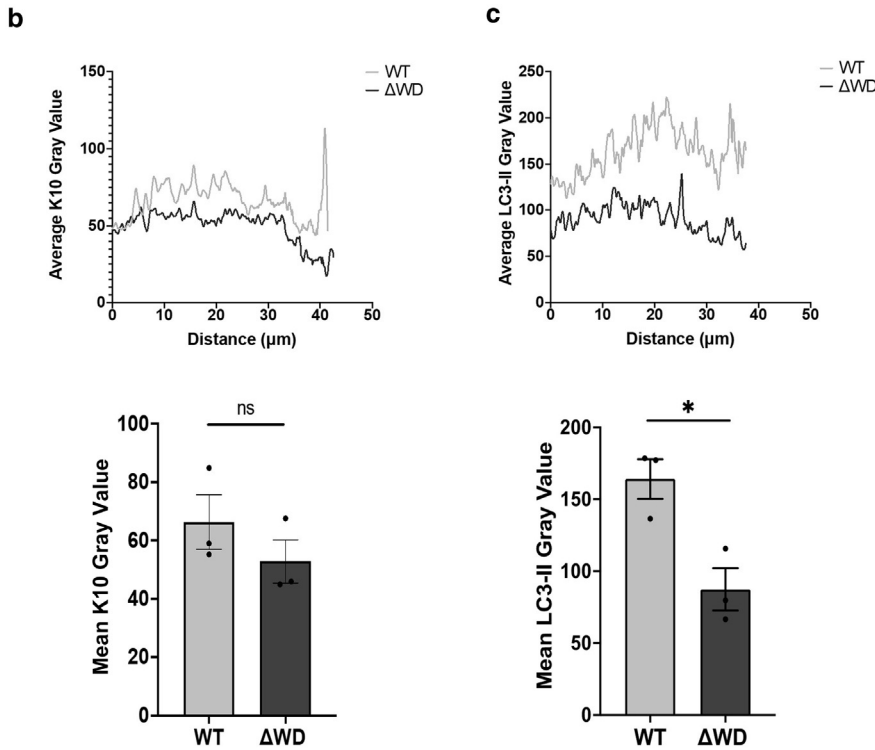 b
WT
ΔWD
Average K10 Gray Value
150
100
50
0
0 10 20 30 40 50
Distance (µm)
c
WT
ΔWD
Average LC3-II Gray Value
250
200
150
100
50
0
0 10 20 30 40 50
Distance (µm)
ns
Mean K10 Gray Value
100
80
60
40
20
0
WT ΔWD
*
Mean LC3-II Gray Value
200
150
100
50
0
WT ΔWD